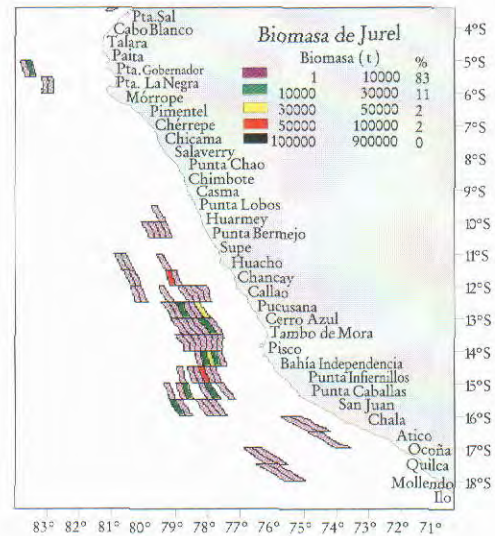 Biomasa de Jurel
Biomasa ( t ) %
1 10000 83
10000 30000 11
30000 50000 2
50000 100000 2
100000 900000 0
Pta.Sal
Cabo Blanco
Talara
Paita
Pta. Gobernador
Pta. La Negra
Mórrope
Pimentel
Chérrepe
Chicama
Salaverry
Punta Chao
Chimbote
Casma
Punta Lobos
Huarmey
Punta Bermejo
Supe
Huacho
Chancay
Callao
Pucusana
Cerro Azul
Tambo de Mora
Pisco
Bahía Independencia
Punta Infiernillos
Punta Caballas
San Juan
Chala
Atico
Ocoña
Quilca
Mollendo
Ilo
4°S
5°S
6°S
7°S
8°S
9°S
10°S
11°S
12°S
13°S
14°S
15°S
16°S
17°S
18°S
83° 82° 81° 80° 79° 78° 77° 76° 75° 74° 73° 72° 71°